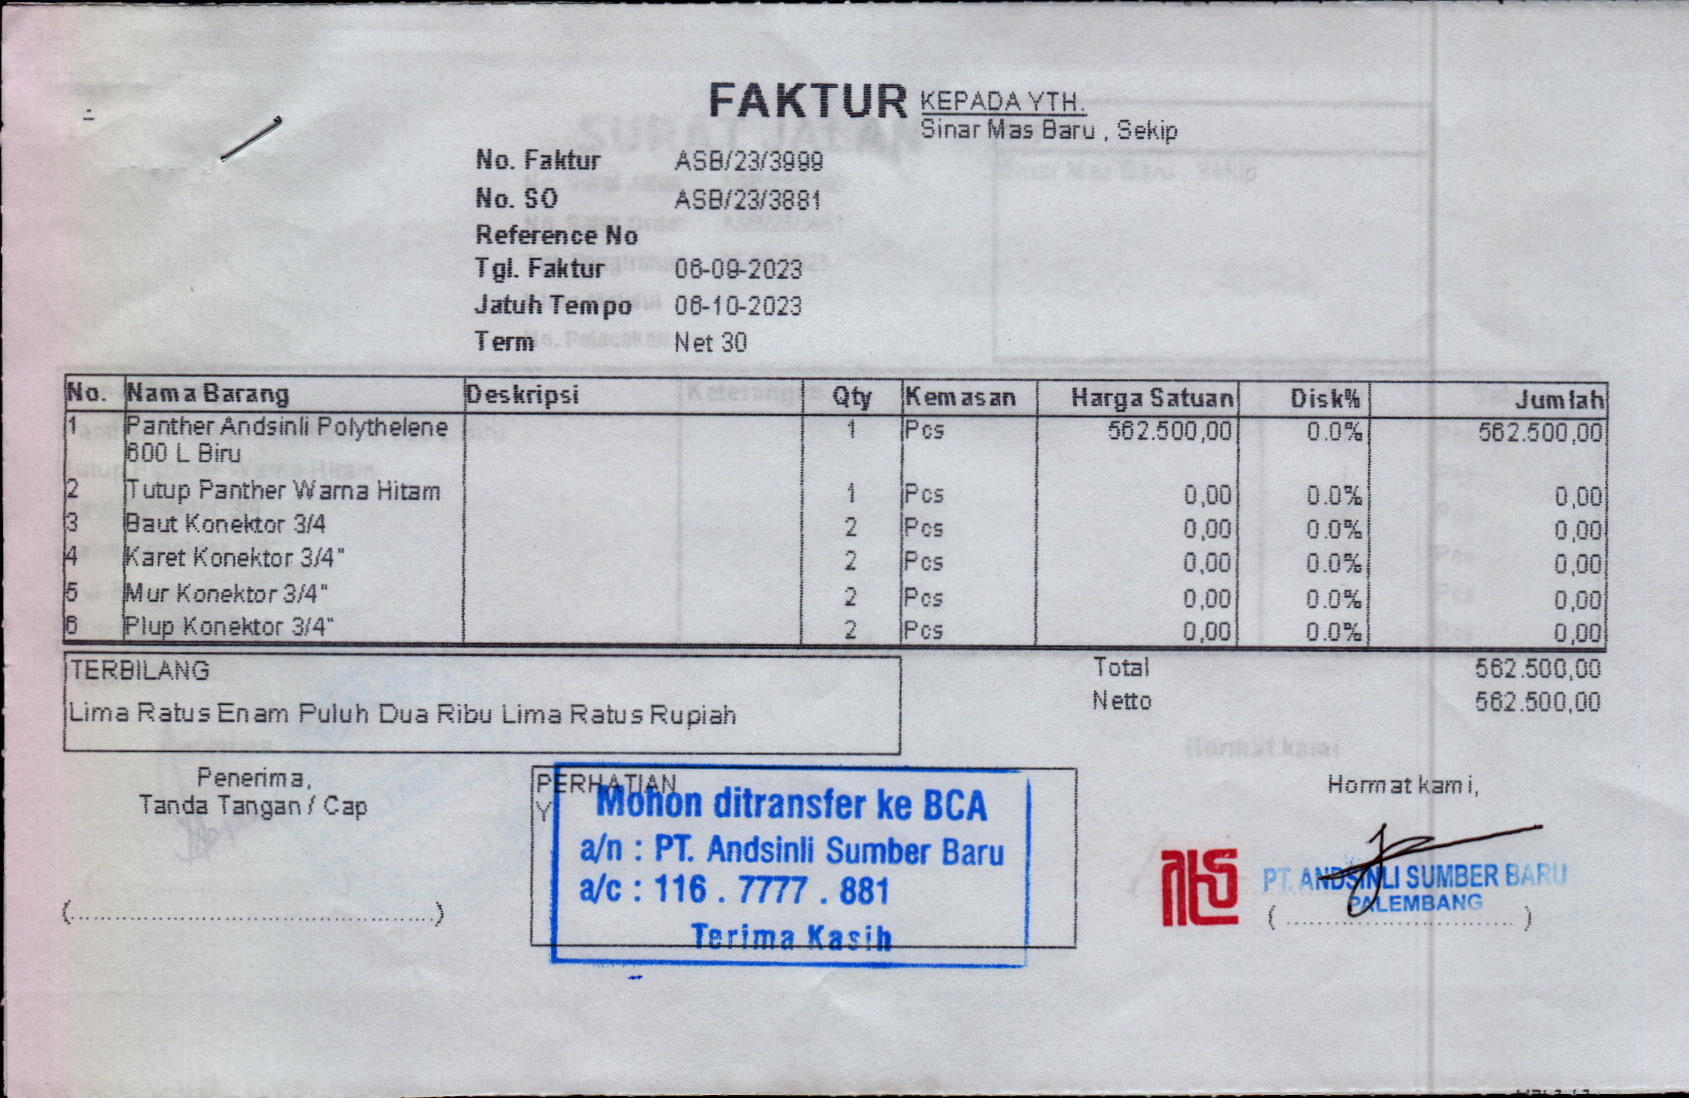 FAKTUR
KEPADA YTH.
Sinar Mas Baru , Sekip
No. Faktur ASB/23/3999
No. SO ASB/23/3881
Reference No
Tgl. Faktur 06-09-2023
Jatuh Tempo 06-10-2023
Term Net 30
No. Nama Barang Deskripsi Qty Kemasan Harga Satuan Disk% Jumlah
1 Panther Andsinli Polythelene 1 Pcs 562.500,00 0.0% 562.500,00
600 L Biru
2 Tutup Panther Warna Hitam 1 Pcs 0,00 0.0% 0,00
3 Baut Konektor 3/4 2 Pcs 0,00 0.0% 0,00
4 Karet Konektor 3/4" 2 Pcs 0,00 0.0% 0,00
5 Mur Konektor 3/4" 2 Pcs 0,00 0.0% 0,00
6 Plup Konektor 3/4" 2 Pcs 0,00 0.0% 0,00
TERBILANG
Lima Ratus Enam Puluh Dua Ribu Lima Ratus Rupiah
Total 562.500,00
Netto 562.500,00
Penerima,
Tanda Tangan / Cap
(......................................)
PERHATIAN
Mohon ditransfer ke BCA
a/n : PT. Andsinli Sumber Baru
a/c : 116 . 7777 . 881
Terima Kasih
Hormat kami,
PT. ANDSINLI SUMBER BARU
PALEMBANG
(..............................)